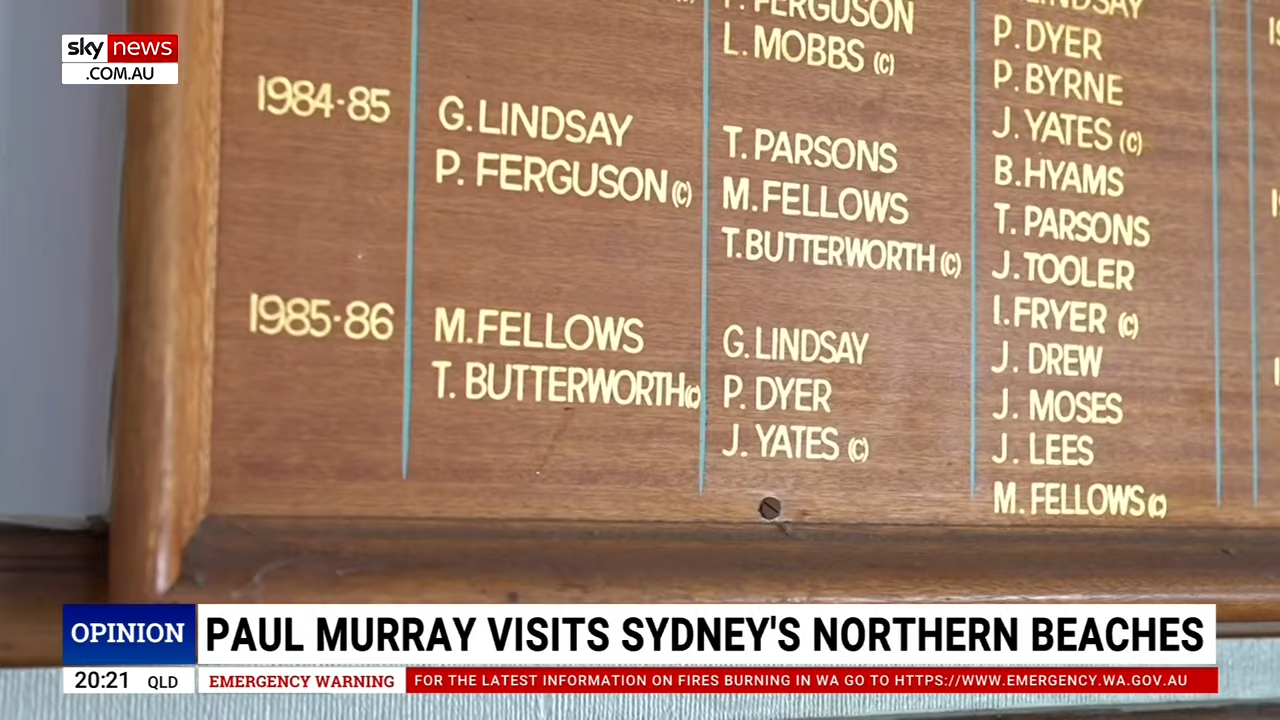 sky news
.COM.AU
FERGUSON
L. MOBBS (C)
LINDSAY
P. DYER
P. BYRNE
J. YATES (C)
B. HYAMS
T. PARSONS
J. TOOLER
I. FRYER (C)
J. DREW
J. MOSES
J. LEES
M. FELLOWS (C)
1984-85
G. LINDSAY
P. FERGUSON (C)
T. PARSONS
M. FELLOWS
T. BUTTERWORTH (C)
1985-86
M. FELLOWS
T. BUTTERWORTH (C)
G. LINDSAY
P. DYER
J. YATES (C)
OPINION
PAUL MURRAY VISITS SYDNEY'S NORTHERN BEACHES
20:21 QLD
EMERGENCY WARNING
FOR THE LATEST INFORMATION ON FIRES BURNING IN WA GO TO HTTPS://WWW.EMERGENCY.WA.GOV.AU